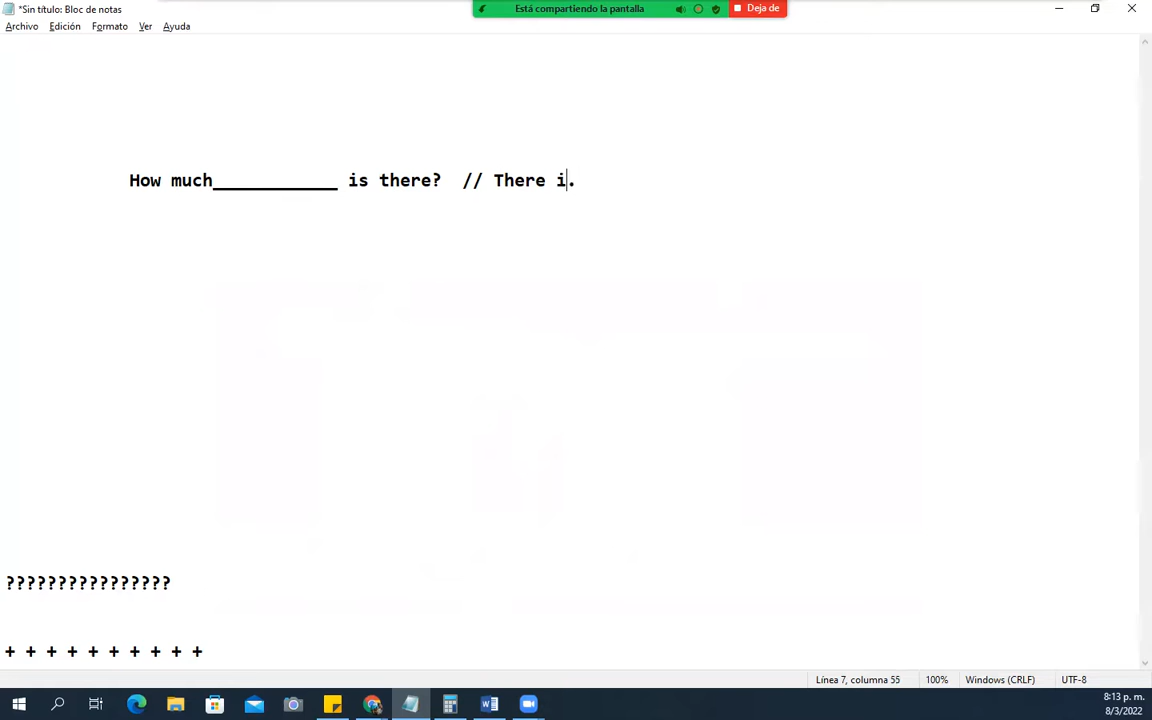 *Sin título: Bloc de notas
Está compartiendo la pantalla
Deja de
Archivo Edición Formato Ver Ayuda
How much____________ is there?  // There i.
????????????????
+ + + + + + + + + +
Línea 7, columna 55
100%
Windows (CRLF)
UTF-8
8:13 p. m.
8/3/2022